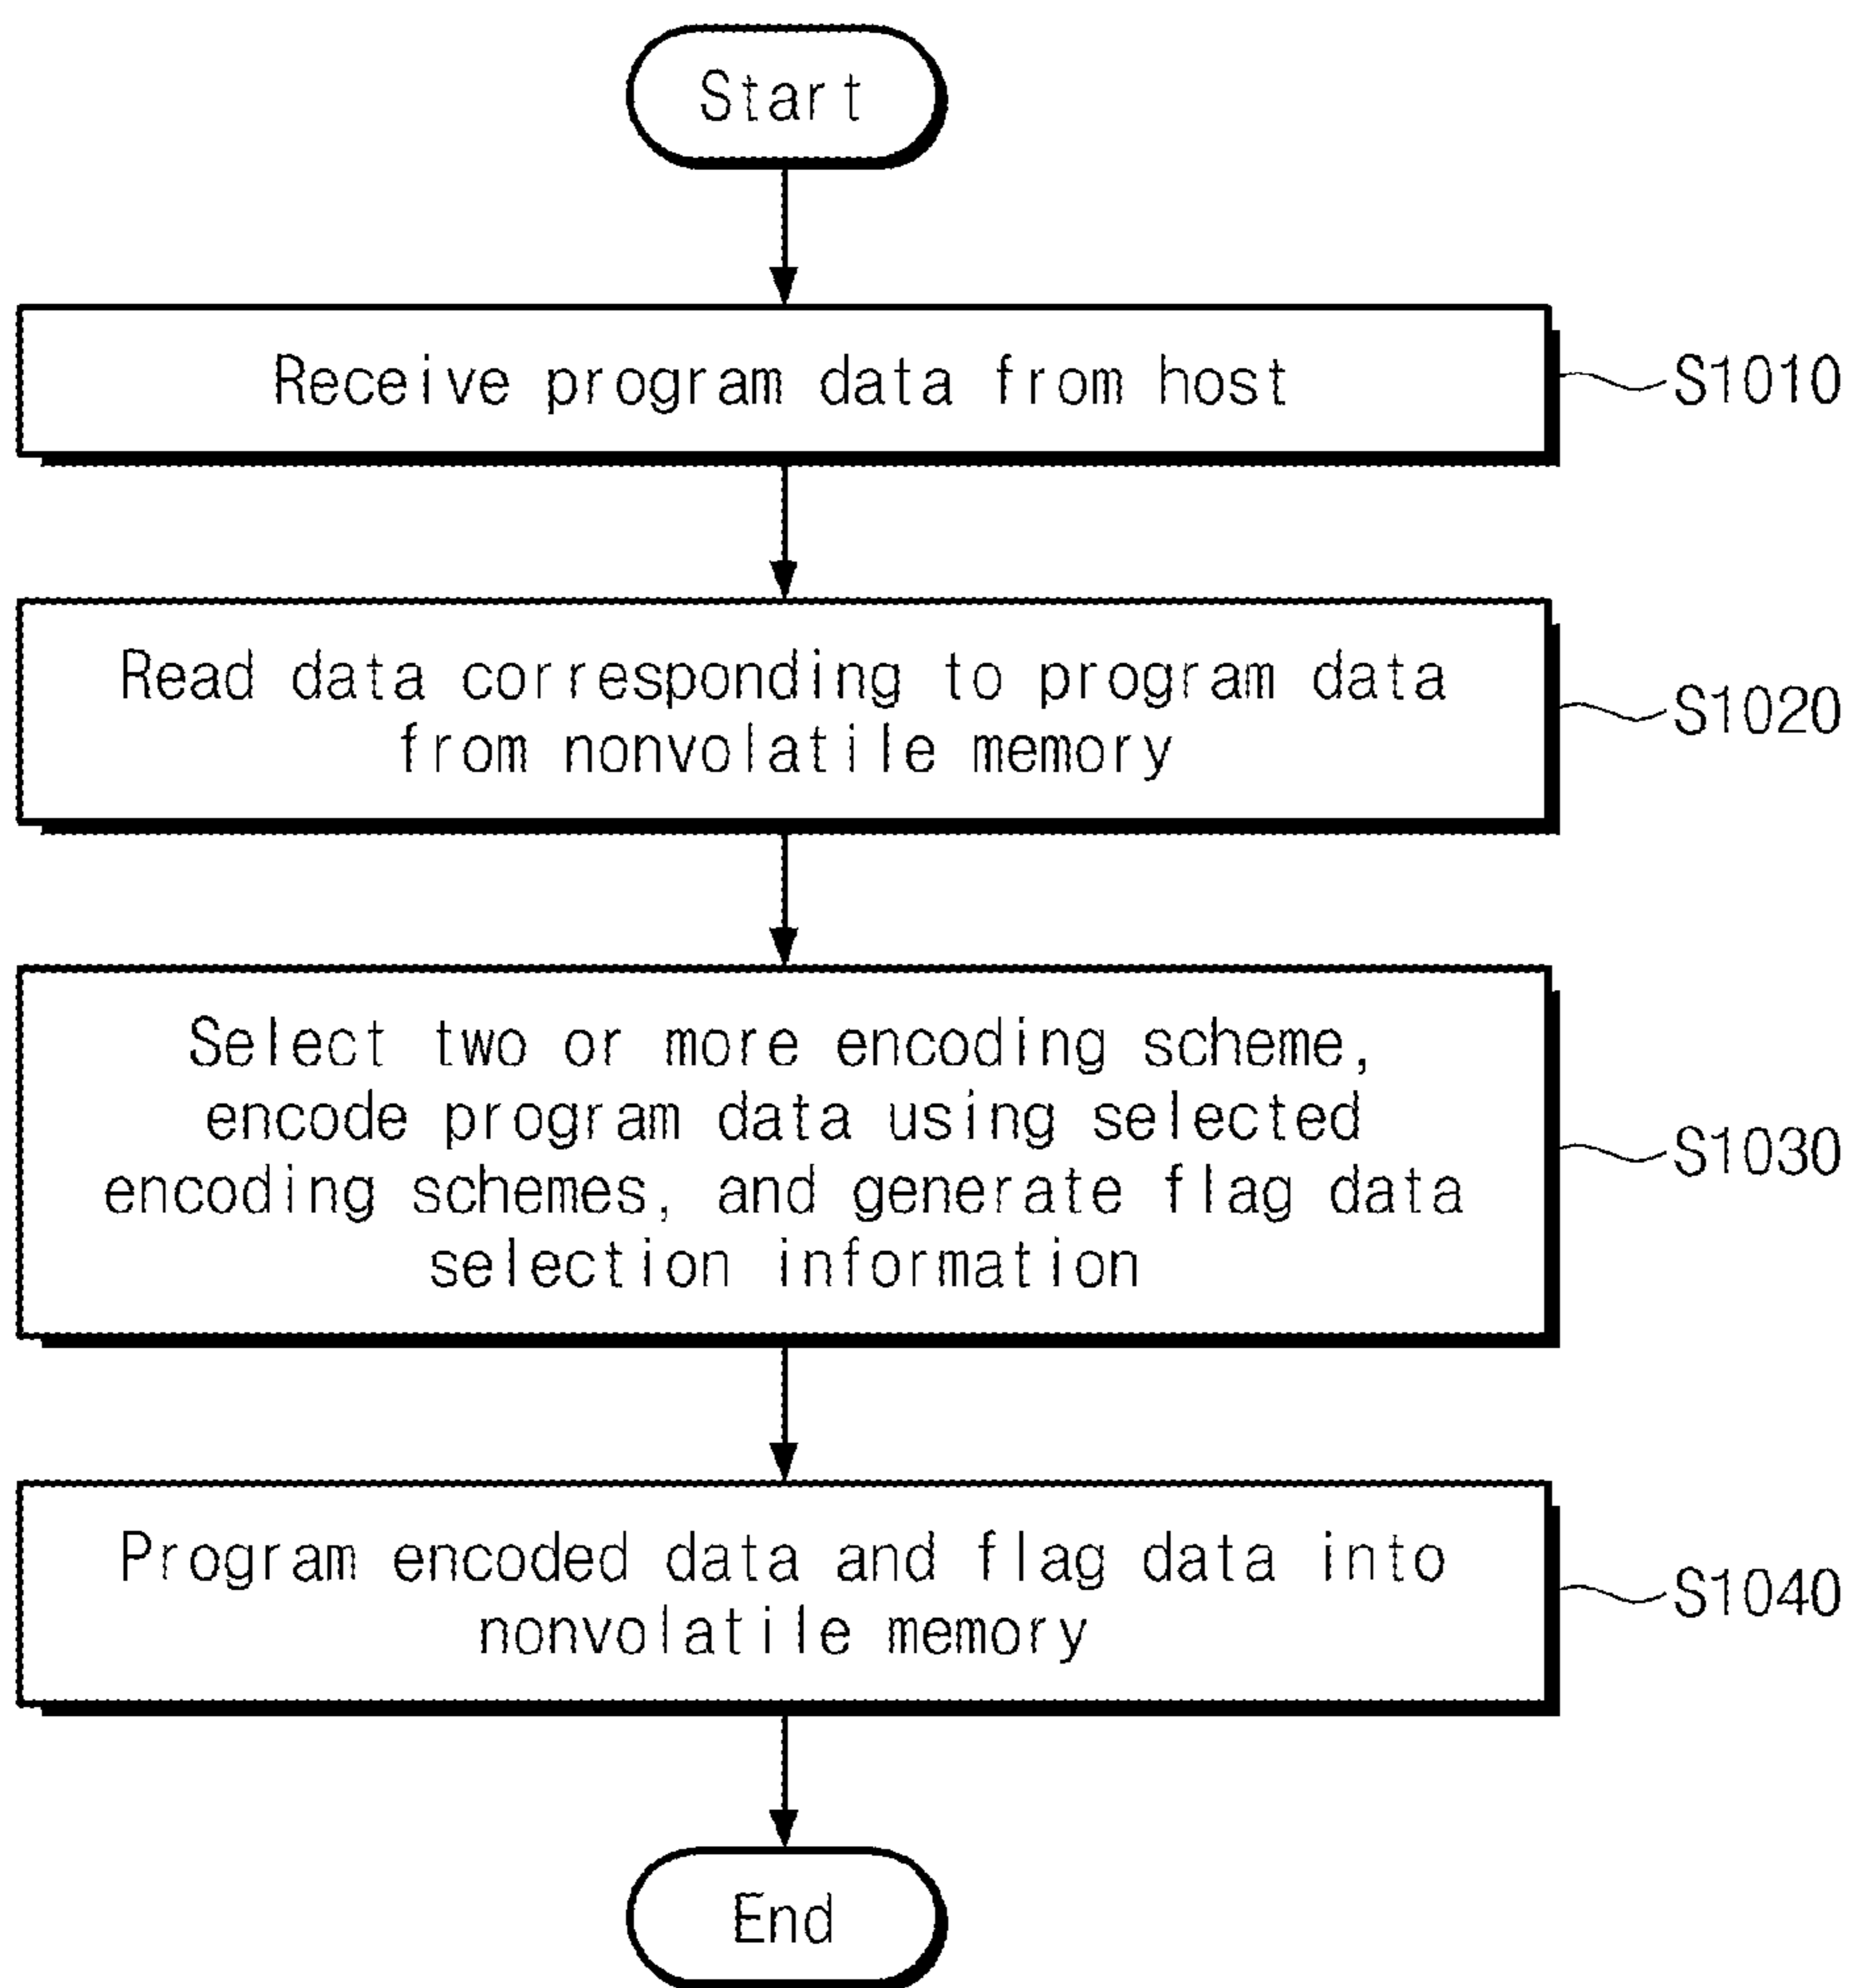 Start
Receive program data from host
S1010
Read data corresponding to program data
from nonvolatile memory
S1020
Select two or more encoding scheme,
encode program data using selected
encoding schemes, and generate flag data
selection information
S1030
Program encoded data and flag data into
nonvolatile memory
S1040
End